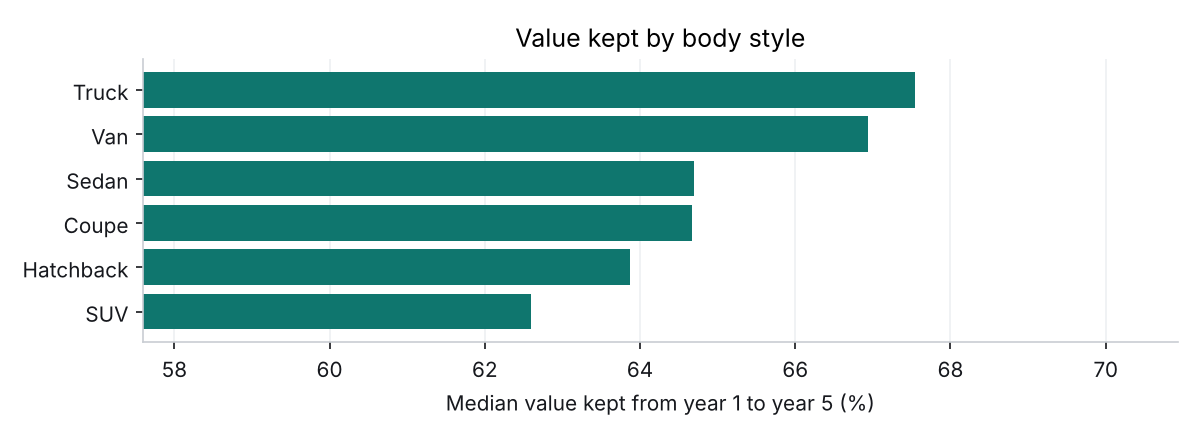 Value kept by body style
Truck
Van
Sedan
Coupe
Hatchback
SUV
58 60 62 64 66 68 70
Median value kept from year 1 to year 5 (%)